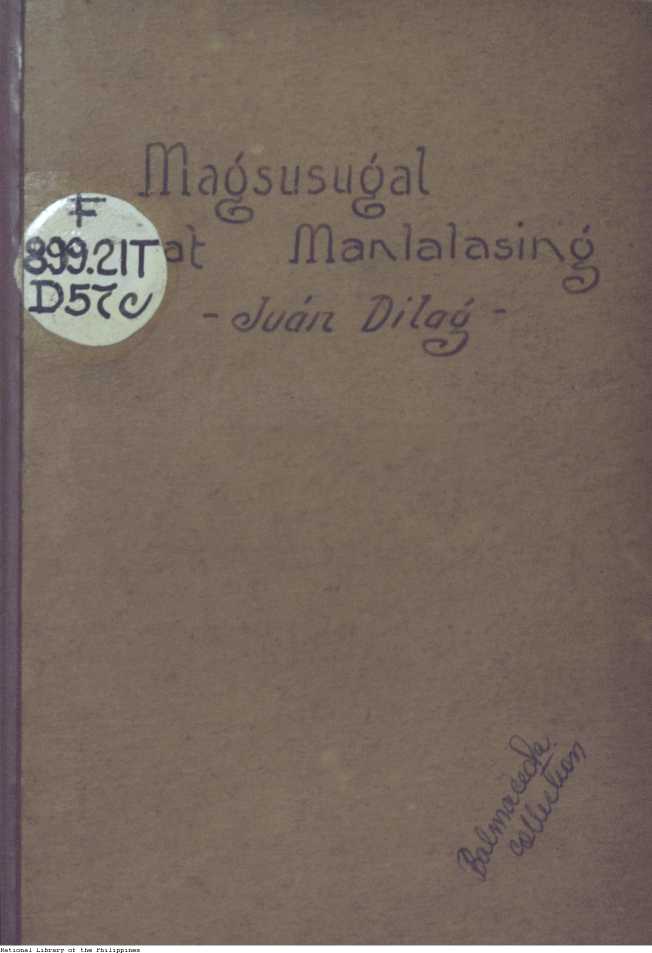 Magsusugal
at Manlalasing
- Juán Dilag -
F
899.21T
D57c
Balmaceda
collection
National Library of the Philippines